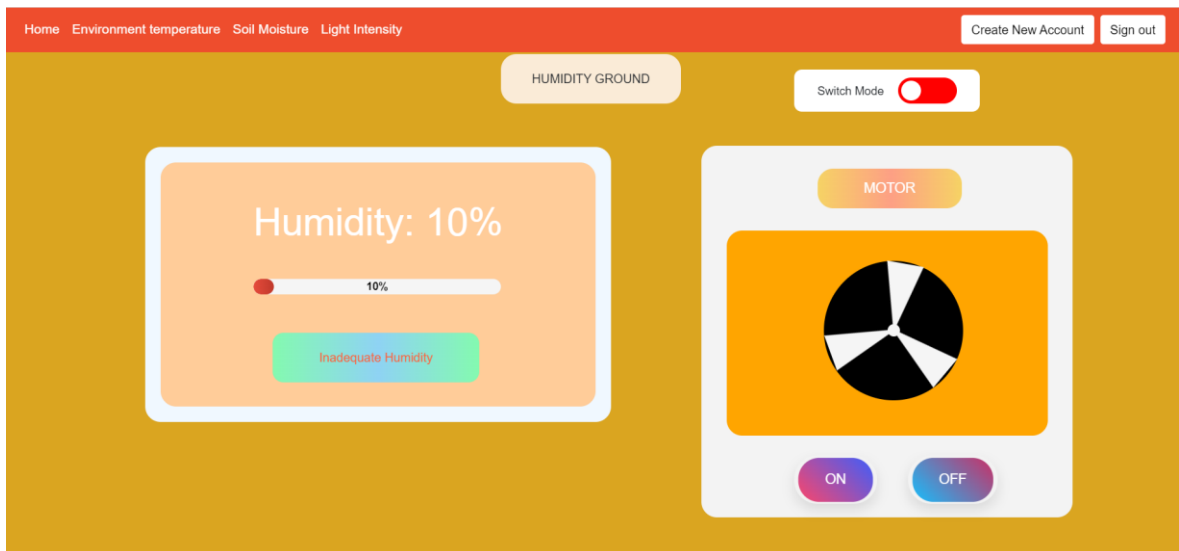 Home Environment temperature Soil Moisture Light Intensity Create New Account Sign out
HUMIDITY GROUND
Switch Mode
MOTOR
Humidity: 10%
10%
Inadequate Humidity
ON OFF